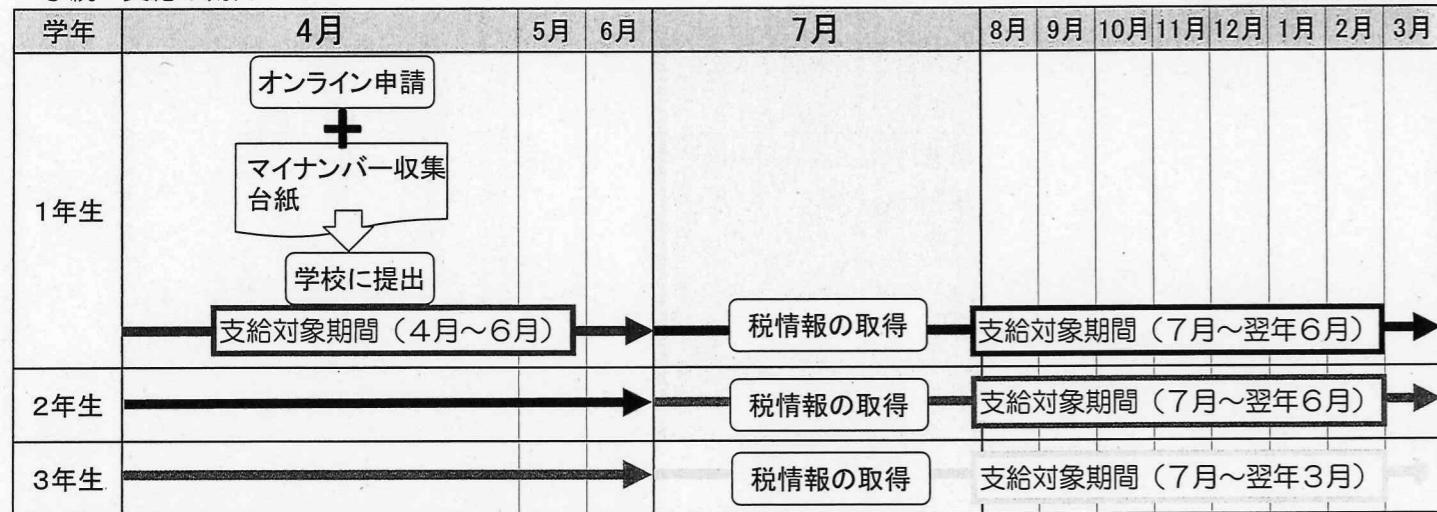 学年 4月 5月 6月 7月 8月 9月 10月 11月 12月 1月 2月 3月
1年生
オンライン申請
マイナンバー収集
台紙
学校に提出
支給対象期間（4月～6月） 税情報の取得 支給対象期間（7月～翌年6月）
2年生 税情報の取得 支給対象期間（7月～翌年6月）
3年生 税情報の取得 支給対象期間（7月～翌年3月）